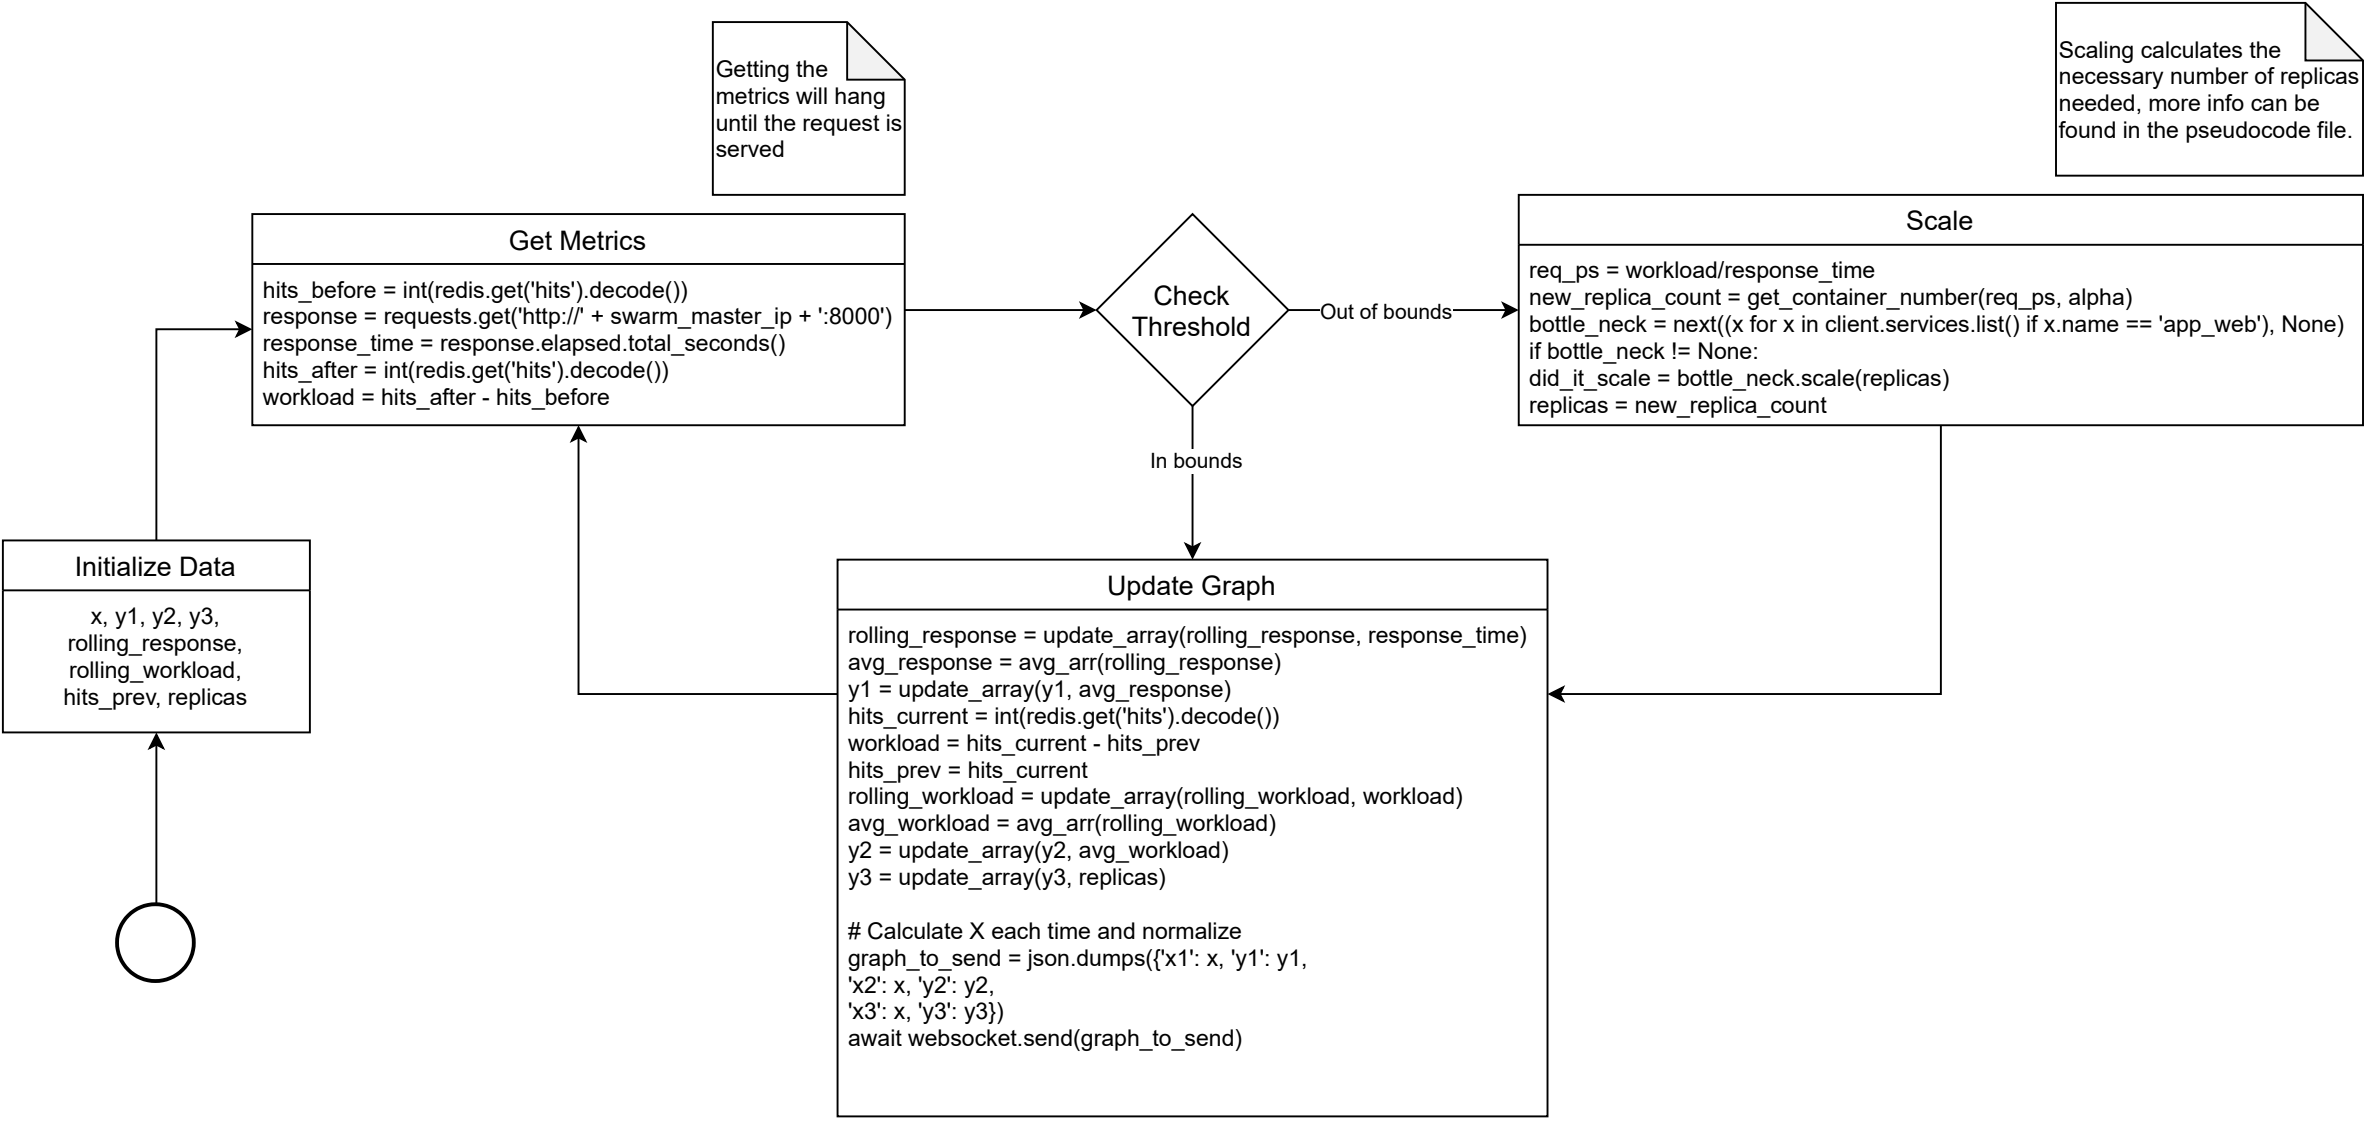 Getting the
metrics will hang
until the request is
served
Scaling calculates the
necessary number of replicas
needed, more info can be
found in the pseudocode file.
Get Metrics
hits_before = int(redis.get('hits').decode())
response = requests.get('http://' + swarm_master_ip + ':8000')
response_time = response.elapsed.total_seconds()
hits_after = int(redis.get('hits').decode())
workload = hits_after - hits_before
Check
Threshold
Out of bounds
Scale
req_ps = workload/response_time
new_replica_count = get_container_number(req_ps, alpha)
bottle_neck = next((x for x in client.services.list() if x.name == 'app_web'), None)
if bottle_neck != None:
did_it_scale = bottle_neck.scale(replicas)
replicas = new_replica_count
In bounds
Initialize Data
x, y1, y2, y3,
rolling_response,
rolling_workload,
hits_prev, replicas
Update Graph
rolling_response = update_array(rolling_response, response_time)
avg_response = avg_arr(rolling_response)
y1 = update_array(y1, avg_response)
hits_current = int(redis.get('hits').decode())
workload = hits_current - hits_prev
hits_prev = hits_current
rolling_workload = update_array(rolling_workload, workload)
avg_workload = avg_arr(rolling_workload)
y2 = update_array(y2, avg_workload)
y3 = update_array(y3, replicas)
# Calculate X each time and normalize
graph_to_send = json.dumps({'x1': x, 'y1': y1,
'x2': x, 'y2': y2,
'x3': x, 'y3': y3})
await websocket.send(graph_to_send)